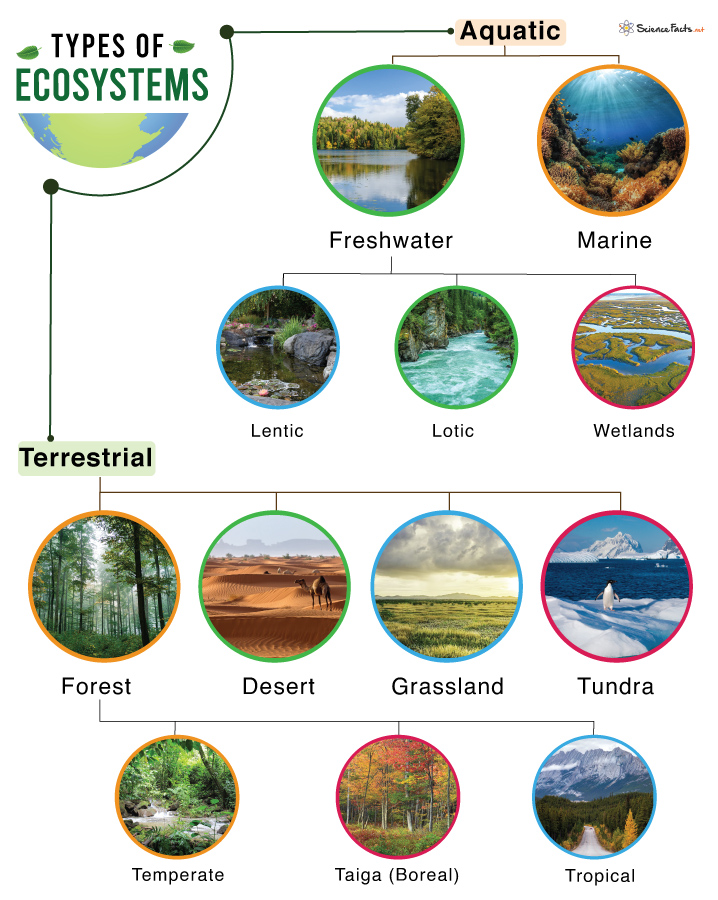 TYPES OF
ECOSYSTEMS
Aquatic
ScienceFacts.net
Freshwater
Marine
Lentic
Lotic
Wetlands
Terrestrial
Forest
Desert
Grassland
Tundra
Temperate
Taiga (Boreal)
Tropical